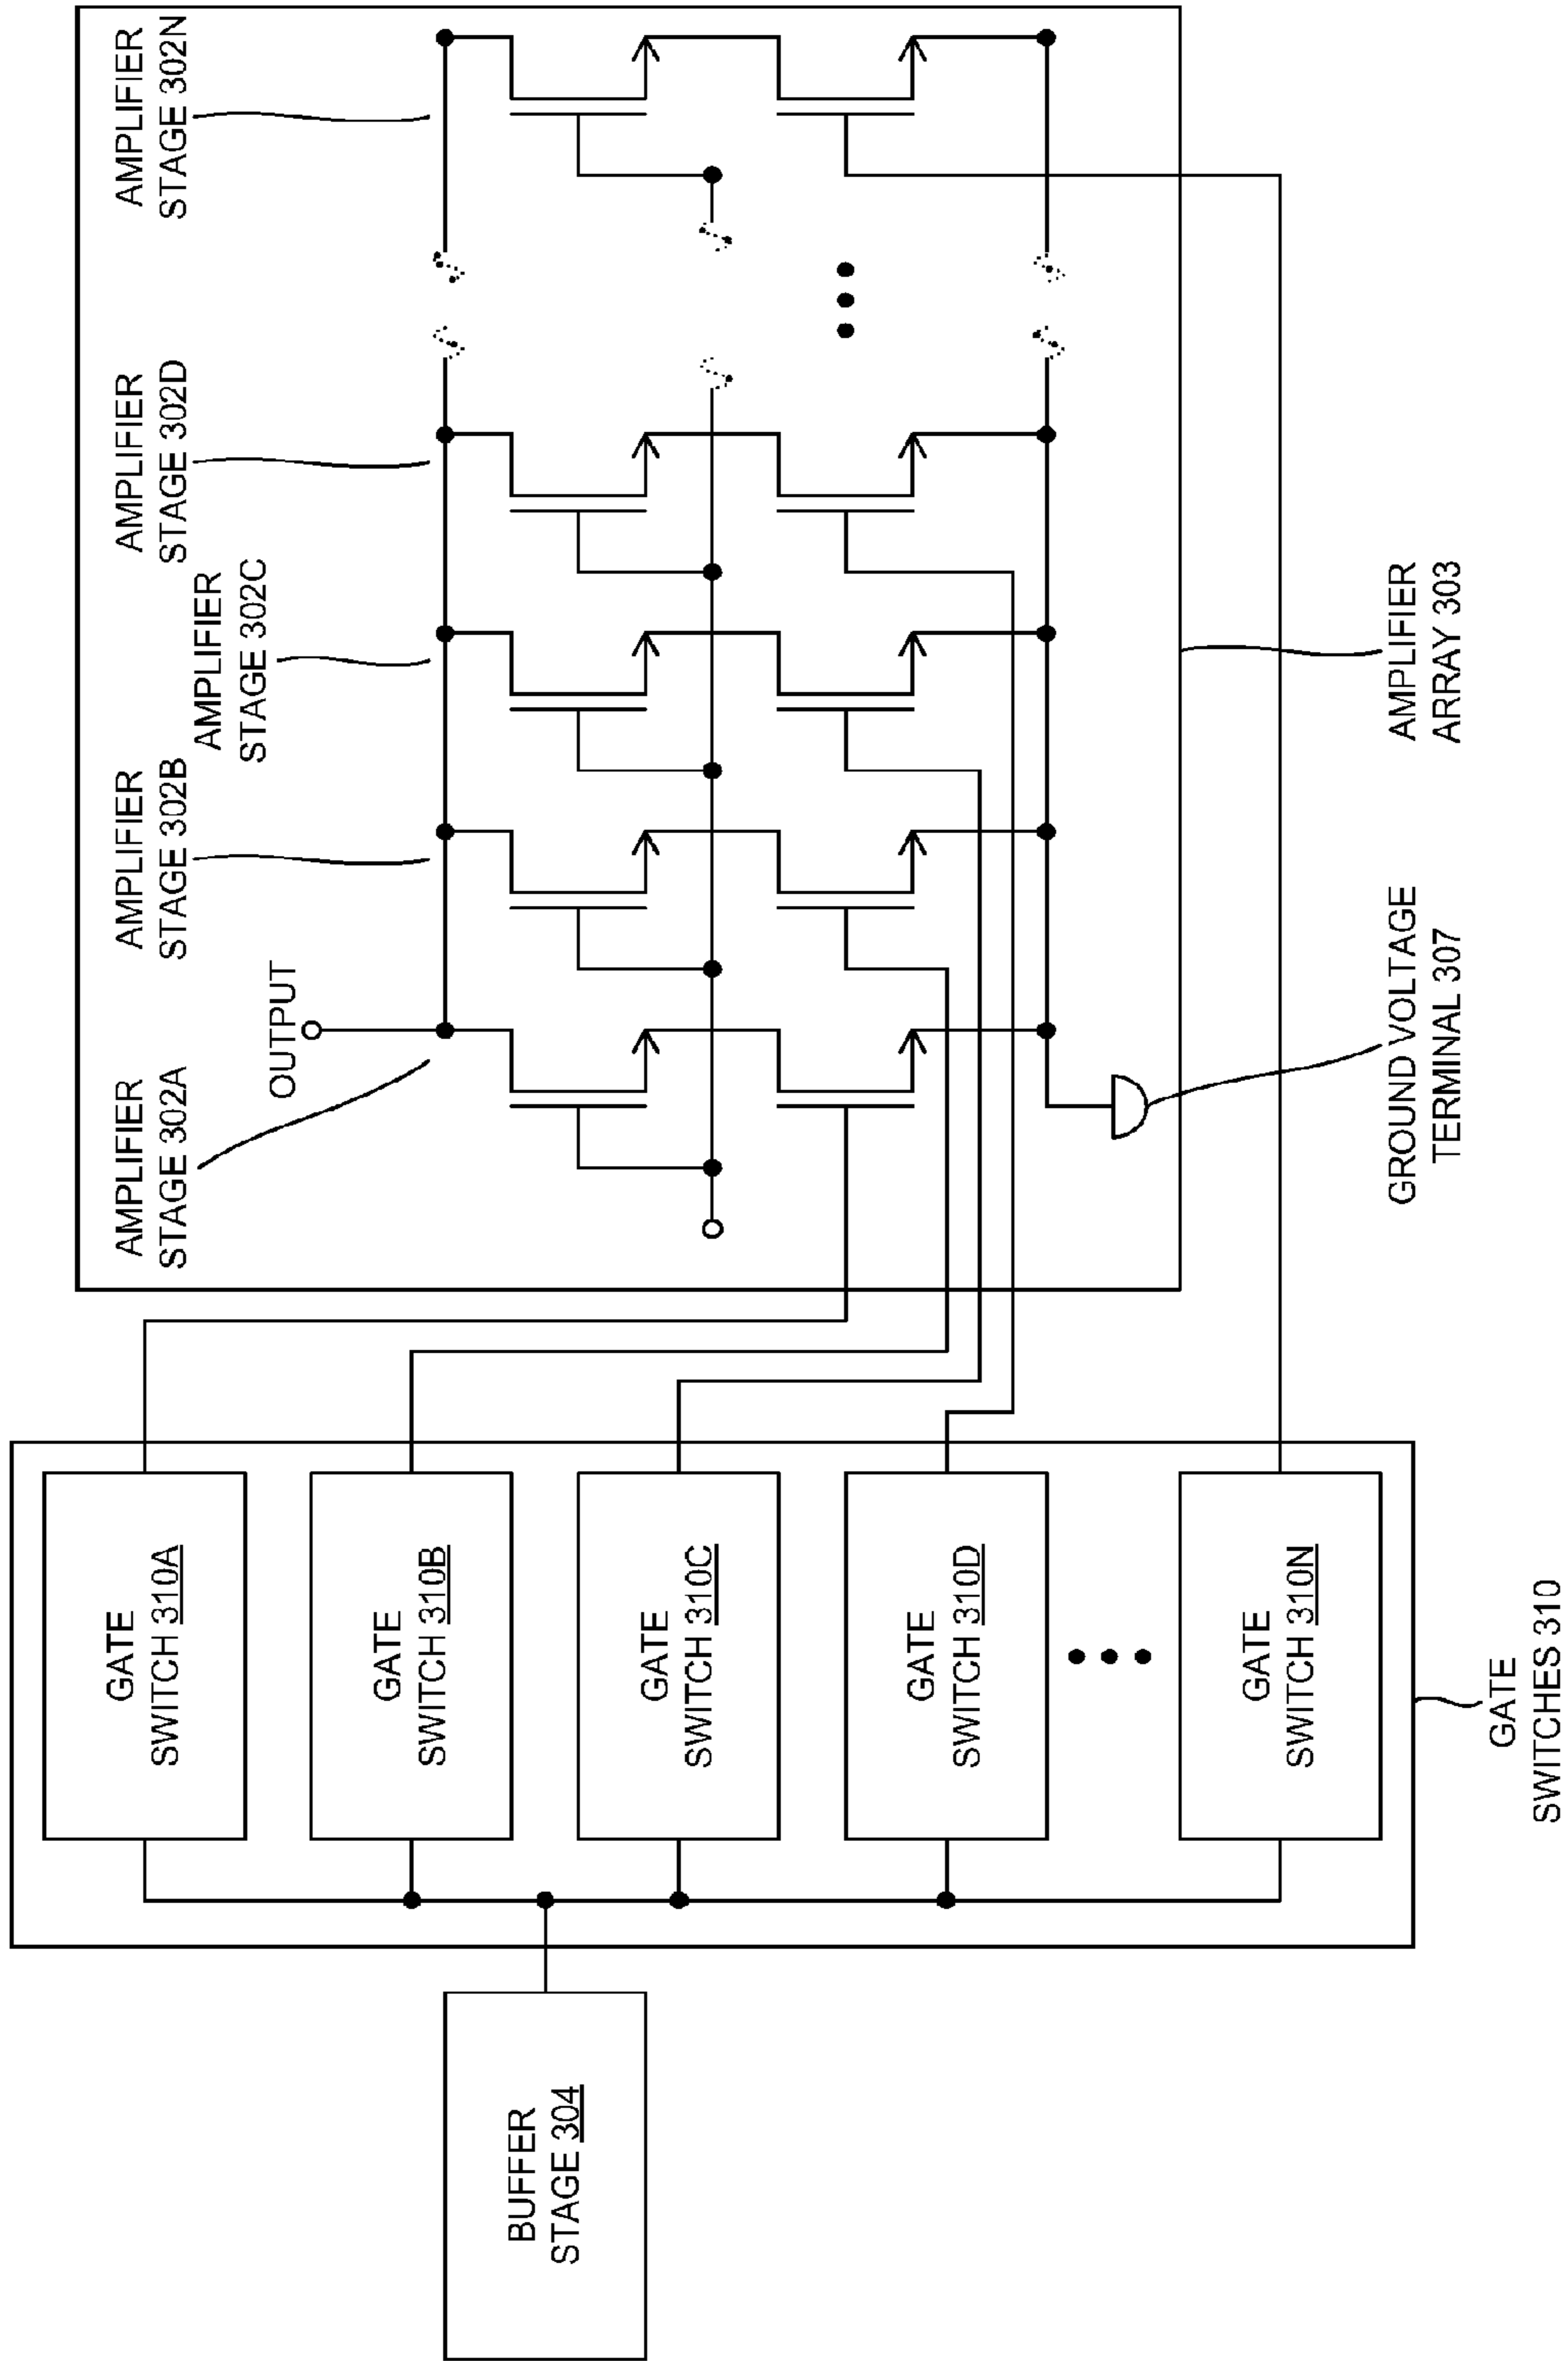 BUFFER
STAGE 304
GATE
SWITCH 310A
GATE
SWITCH 310B
GATE
SWITCH 310C
GATE
SWITCH 310D
GATE
SWITCH 310N
GATE
SWITCHES 310
AMPLIFIER
STAGE 302A
OUTPUT
AMPLIFIER
STAGE 302B
AMPLIFIER
STAGE 302C
AMPLIFIER
STAGE 302D
AMPLIFIER
STAGE 302N
GROUND VOLTAGE
TERMINAL 307
AMPLIFIER
ARRAY 303